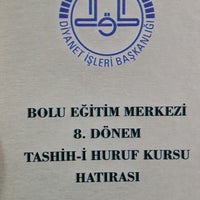 DİYANET İŞLERİ BAŞKANLIĞI
BOLU EĞİTİM MERKEZİ
8. DÖNEM
TASHİH-İ HURUF KURSU
HATIRASI